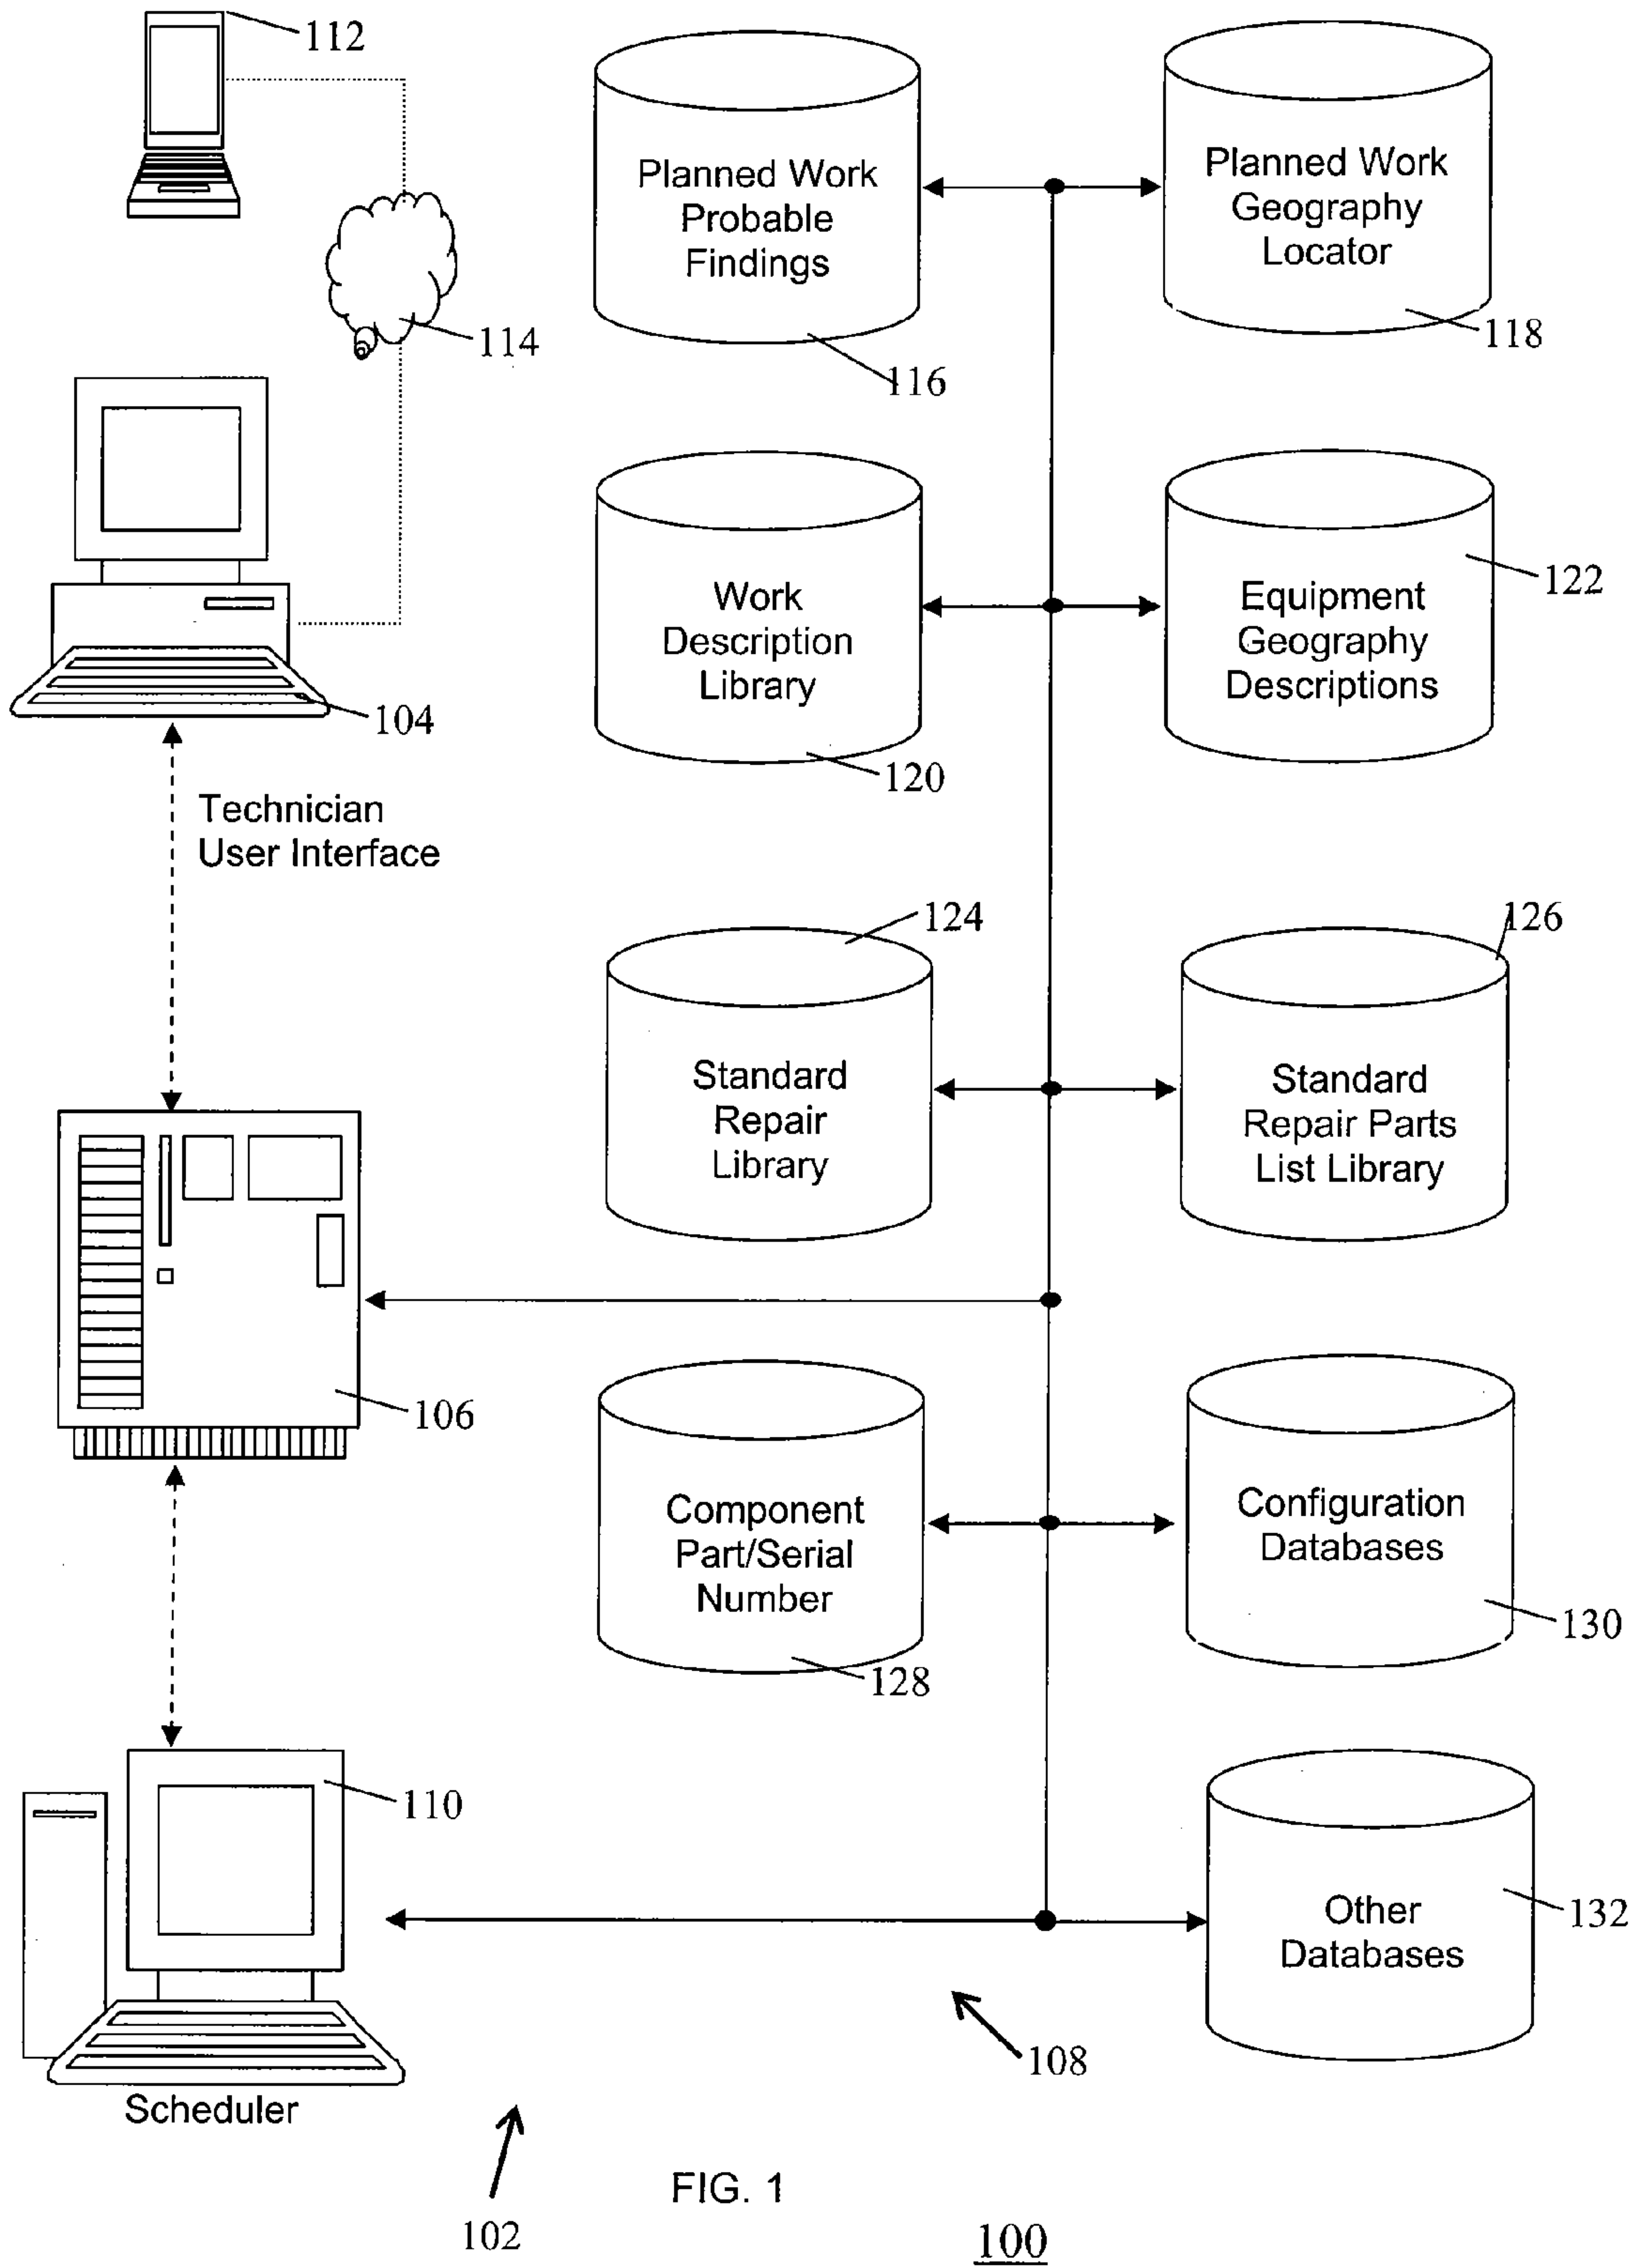 112
Planned Work
Probable
Findings
Planned Work
Geography
Locator
114
118
116
Work
Description
Library
Equipment
Geography
Descriptions
122
104
120
Technician
User Interface
124
126
Standard
Repair
Library
Standard
Repair Parts
List Library
106
Component
Part/Serial
Number
Configuration
Databases
130
128
110
Other
Databases
132
108
Scheduler
FIG. 1
102
100